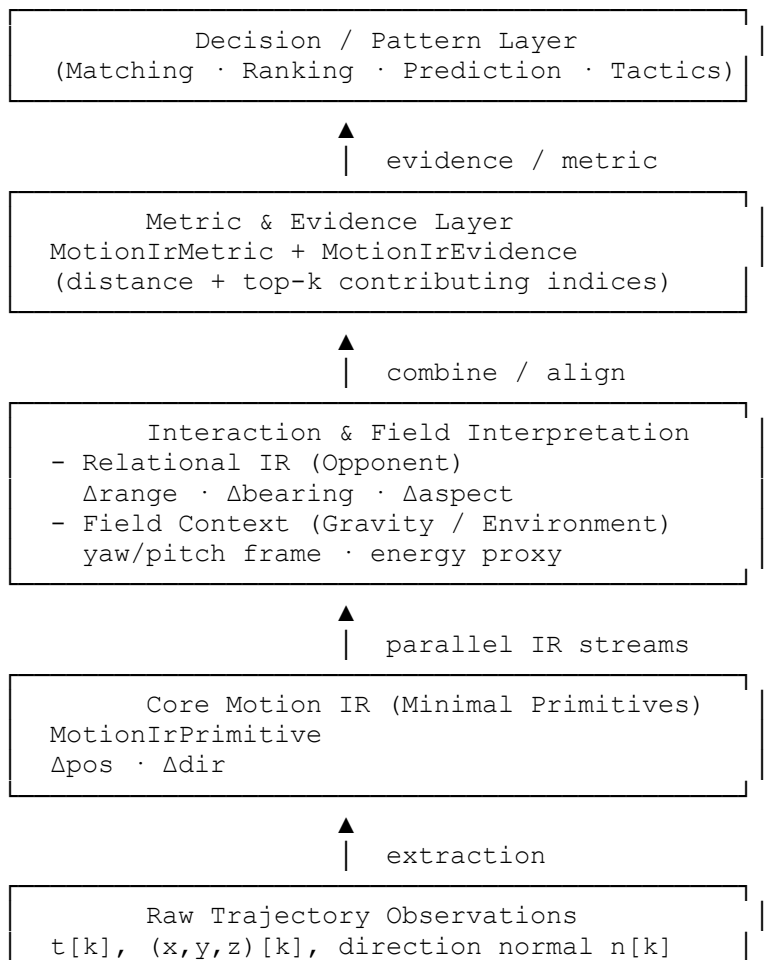 Decision / Pattern Layer
(Matching · Ranking · Prediction · Tactics)
▲
│ evidence / metric
Metric & Evidence Layer
MotionIrMetric + MotionIrEvidence
(distance + top-k contributing indices)
▲
│ combine / align
Interaction & Field Interpretation
- Relational IR (Opponent)
Δrange · Δbearing · Δaspect
- Field Context (Gravity / Environment)
yaw/pitch frame · energy proxy
▲
│ parallel IR streams
Core Motion IR (Minimal Primitives)
MotionIrPrimitive
Δpos · Δdir
▲
│ extraction
Raw Trajectory Observations
t[k], (x,y,z)[k], direction normal n[k]